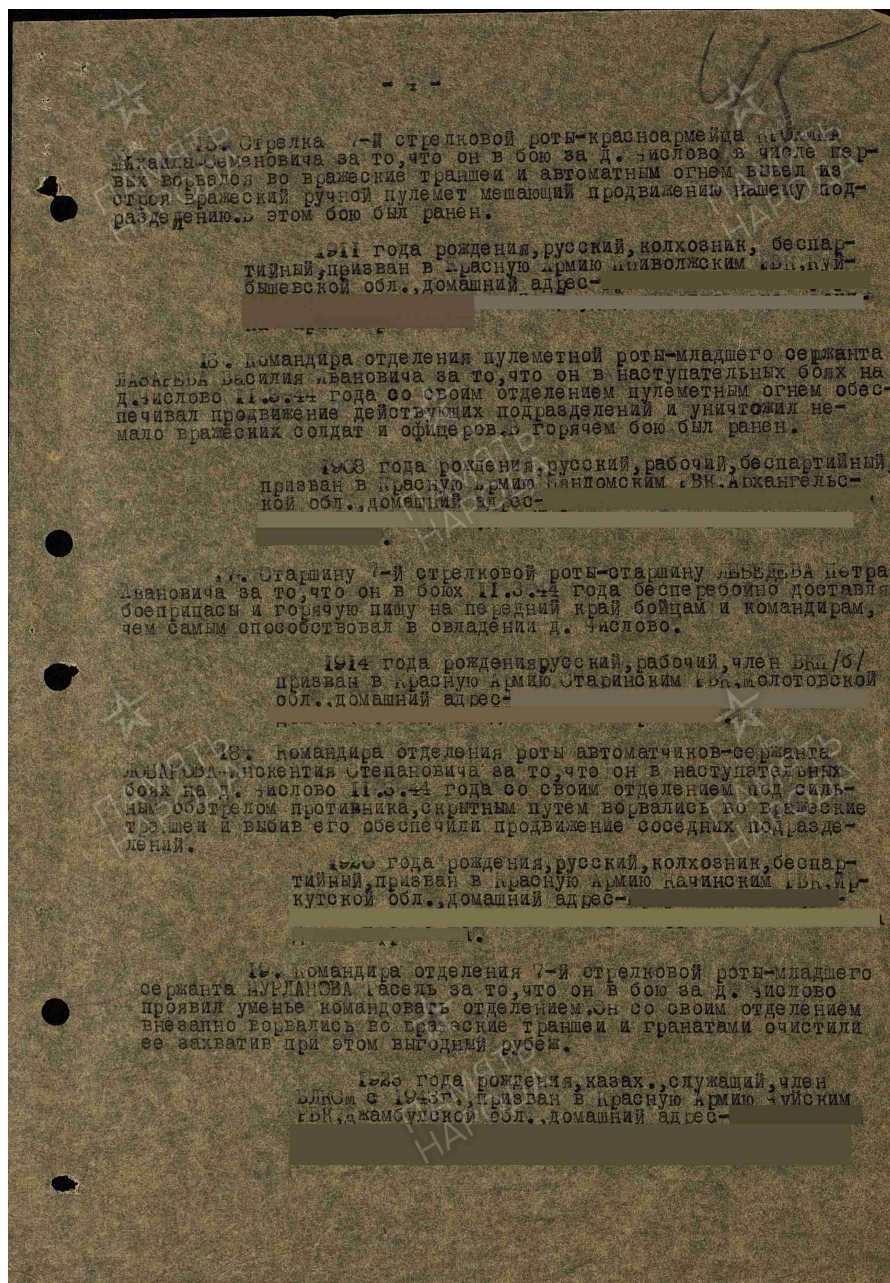 - 4 -
45
15. Стрелка 7-й стрелковой роты-красноармейца
Михаила Семеновича за то,что он в бою за д. Числово в числе пер-
вых ворвался во вражеские траншеи и автоматным огнем вывел из
строя вражеский ручной пулемет мешающий продвижению нашему под-
разделению.В этом бою был ранен.
1911 года рождения,русский,колхозник, беспар-
тийный,призван в Красную Армию Приволжским РВК,Куй-
бышевской обл.,домашний адрес-
16. Командира отделения пулеметной роты-младшего сержанта
ЛАЗАРЕВА Василия Ивановича за то,что он в наступательных боях на
д.Числово 11.3.44 года со своим отделением пулеметным огнем обес-
печивал продвижение действующих подразделений и уничтожил не-
мало вражеских солдат и офицеров.В горячем бою был ранен.
1908 года рождения,русский,рабочий,беспартийный,
призван в Красную Армию Няндомским РВК.Архангельс-
кой обл.,домашний адрес-
17. Старшину 7-й стрелковой роты-старшину ЛЕБЕДЕВА Петра
Ивановича за то,что он в боях 11.3.44 года бесперебойно доставля
боеприпасы и горячую пищу на передний край бойцам и командирам,
чем самым способствовал в овладении д. Числово.
1914 года рождениярусский,рабочий,член ВКП/б/
призван в Красную Армию Старинским РВК,Молотовской
обл.,домашний адрес-
18. Командира отделения роты автоматчиков-сержанта
Инокентия Степановича за то,что он в наступательных
боях на д. Числово 11.3.44 года со своим отделением под силь-
ным обстрелом противника,скрытным путем ворвались во вражеские
траншеи и выбив его обеспечили продвижение соседних подразде-
лений.
1926 года рождения,русский,колхозник,беспар-
тийный,призван в Красную Армию Качинским РВК,Ир-
кутской обл.,домашний адрес-
19. Командира отделения 7-й стрелковой роты-младшего
сержанта НУРЛАНОВА Гасель за то,что он в бою за д. Числово
проявил уменье командовать отделением.Он со своим отделением
внезапно ворвались во вражеские траншеи и гранатами очистили
ее захватив при этом выгодный рубеж.
1923 года рождения,казах.,служащий,член
ВЛКСМ с 1943г.,призван в Красную Армию Чуйским
РВК,Джамбулской обл.,домашний адрес-
ПАМЯТЬ
НАРОДА